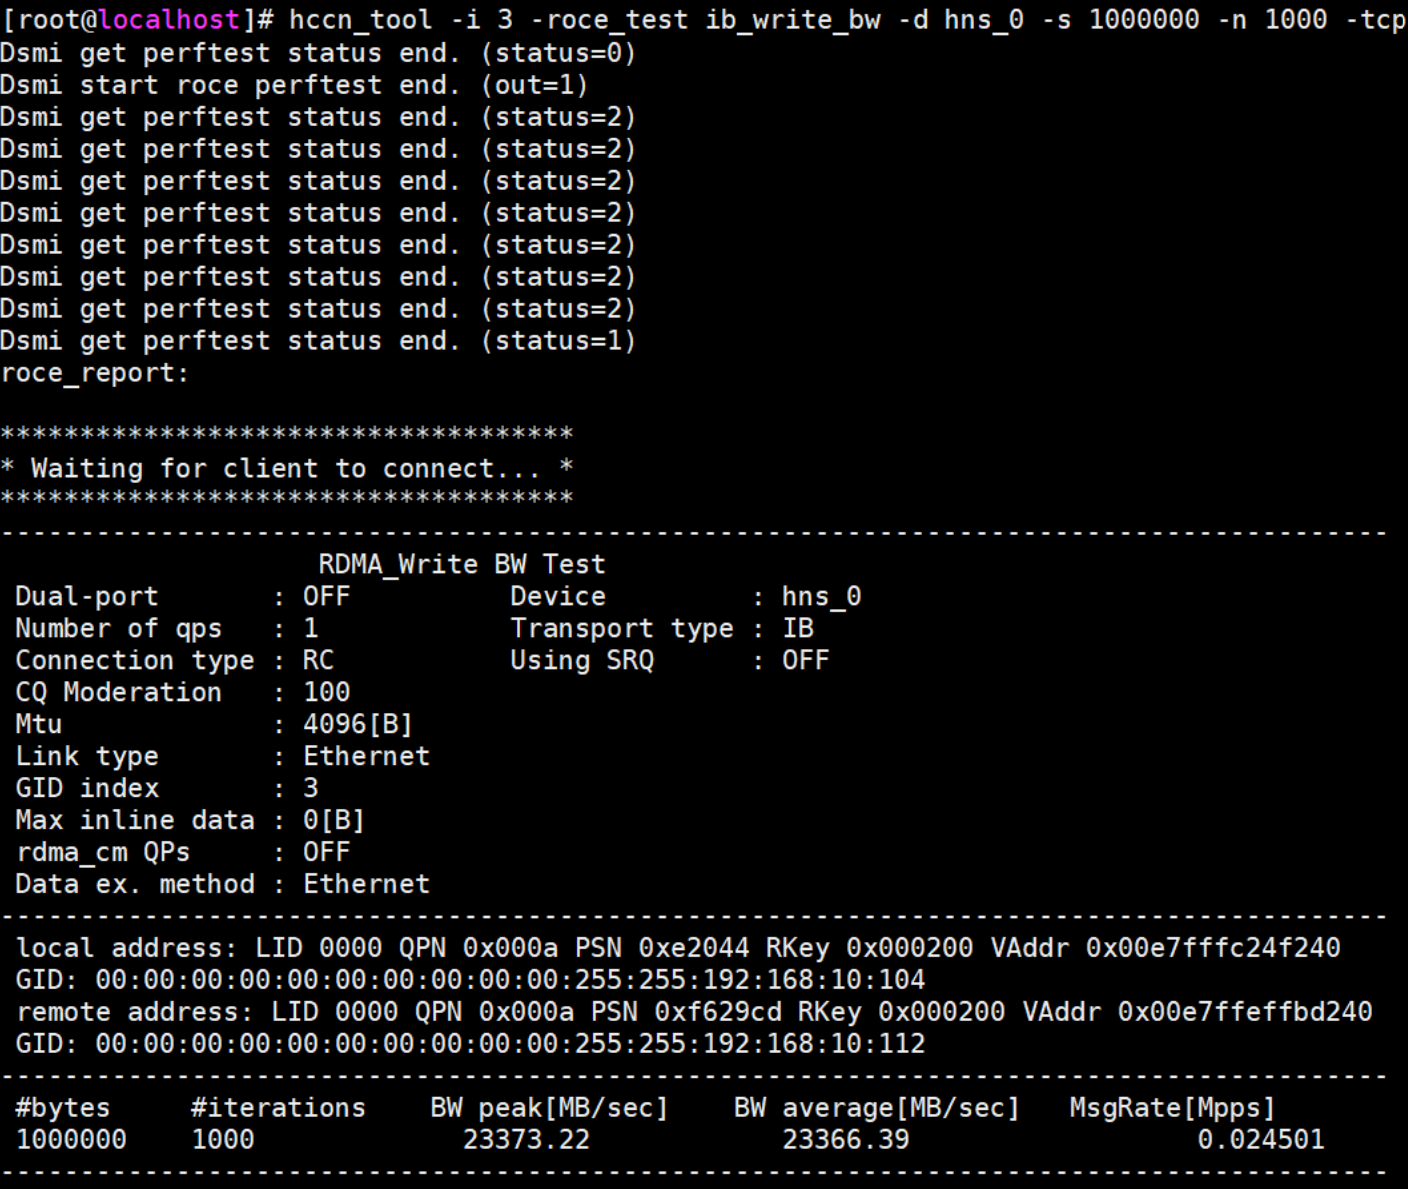 [root@localhost]# hccn_tool -i 3 -roce_test ib_write_bw -d hns_0 -s 1000000 -n 1000 -tcp
Dsmi get perftest status end. (status=0)
Dsmi start roce perftest end. (out=1)
Dsmi get perftest status end. (status=2)
Dsmi get perftest status end. (status=2)
Dsmi get perftest status end. (status=2)
Dsmi get perftest status end. (status=2)
Dsmi get perftest status end. (status=2)
Dsmi get perftest status end. (status=2)
Dsmi get perftest status end. (status=2)
Dsmi get perftest status end. (status=1)
roce_report:
************************************
* Waiting for client to connect... *
************************************
---------------------------------------------------------------------------------------
                    RDMA_Write BW Test
 Dual-port       : OFF          Device         : hns_0
 Number of qps   : 1            Transport type : IB
 Connection type : RC           Using SRQ      : OFF
 CQ Moderation   : 100
 Mtu             : 4096[B]
 Link type       : Ethernet
 GID index       : 3
 Max inline data : 0[B]
 rdma_cm QPs     : OFF
 Data ex. method : Ethernet
---------------------------------------------------------------------------------------
 local address: LID 0000 QPN 0x000a PSN 0xe2044 RKey 0x000200 VAddr 0x00e7fffc24f240
 GID: 00:00:00:00:00:00:00:00:00:00:255:255:192:168:10:104
 remote address: LID 0000 QPN 0x000a PSN 0xf629cd RKey 0x000200 VAddr 0x00e7ffeffbd240
 GID: 00:00:00:00:00:00:00:00:00:00:255:255:192:168:10:112
---------------------------------------------------------------------------------------
 #bytes     #iterations    BW peak[MB/sec]    BW average[MB/sec]   MsgRate[Mpps]
 1000000    1000             23373.22            23366.39                  0.024501
---------------------------------------------------------------------------------------